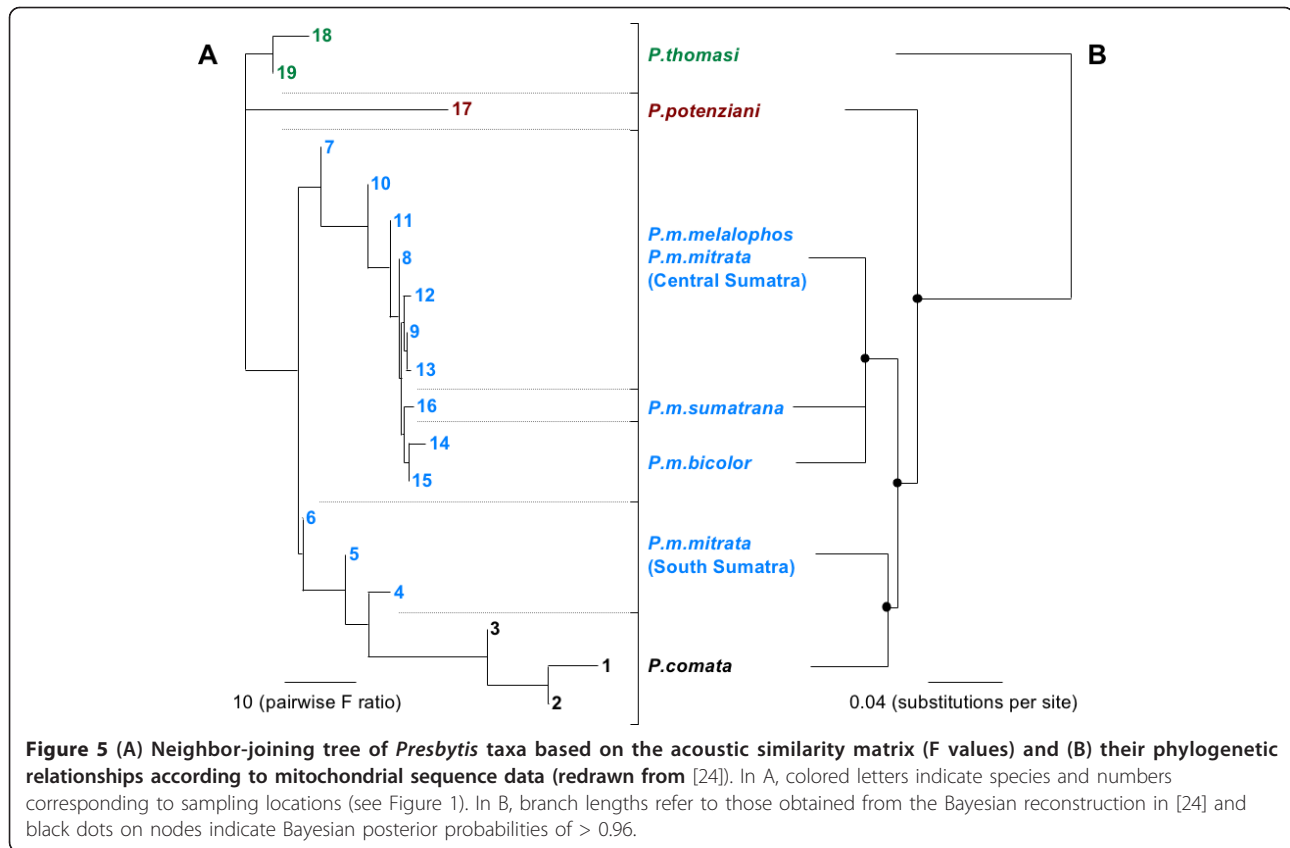 A
B
18
19
P.thomasi
17
P.potenziani
7
10
11
8
12
9
13
P.m.melalophos
P.m.mitrata
(Central Sumatra)
16
P.m.sumatrana
14
15
P.m.bicolor
6
5
4
P.m.mitrata
(South Sumatra)
3
1
2
P.comata
10 (pairwise F ratio)
0.04 (substitutions per site)
Figure 5 (A) Neighbor-joining tree of Presbytis taxa based on the acoustic similarity matrix (F values) and (B) their phylogenetic
relationships according to mitochondrial sequence data (redrawn from [24]). In A, colored letters indicate species and numbers
corresponding to sampling locations (see Figure 1). In B, branch lengths refer to those obtained from the Bayesian reconstruction in [24] and
black dots on nodes indicate Bayesian posterior probabilities of > 0.96.